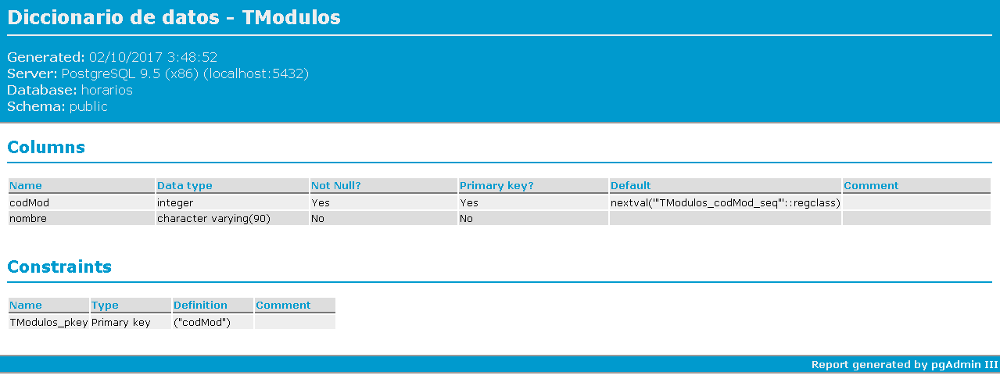 Diccionario de datos - TModulos
Generated: 02/10/2017 3:48:52
Server: PostgreSQL 9.5 (x86) (localhost:5432)
Database: horarios
Schema: public
Columns
Name Data type Not Null? Primary key? Default Comment
codMod integer Yes Yes nextval('"TModulos_codMod_seq"'::regclass)
nombre character varying(90) No No
Constraints
Name Type Definition Comment
TModulos_pkey Primary key ("codMod")
Report generated by pgAdmin III